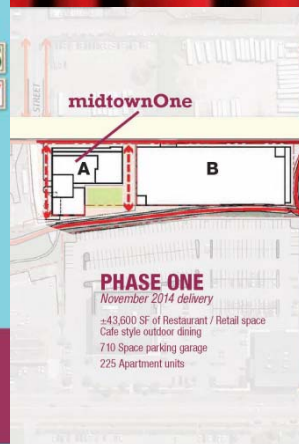 STREET
midtownOne
A
B
PHASE ONE
November 2014 delivery
±43,600 SF of Restaurant / Retail space
Cafe style outdoor dining
710 Space parking garage
225 Apartment units